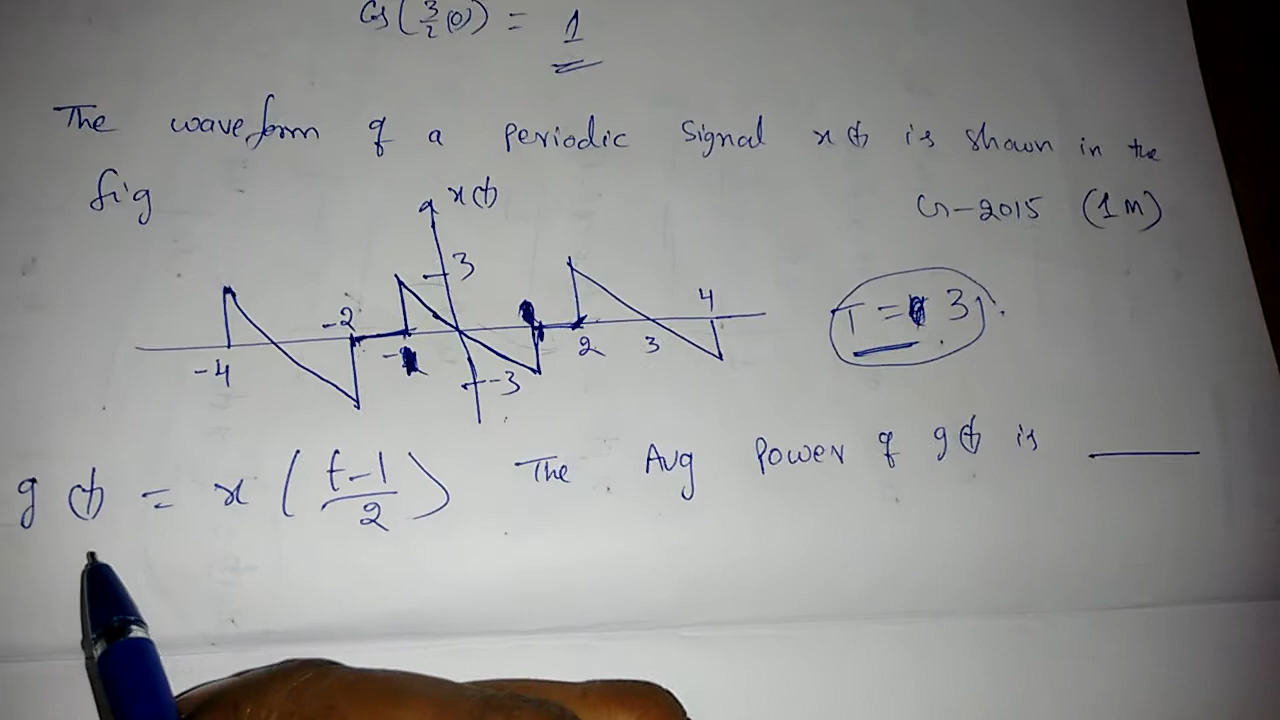 Cos(3/2(0)) = 1
The waveform of a periodic signal x(t) is shown in the
fig
G-2015 (1M)
x(t)
3
-4 -2 2 3 4
-3
T = 3
g(t) = x((t-1)/2) The Avg Power of g(t) is ____